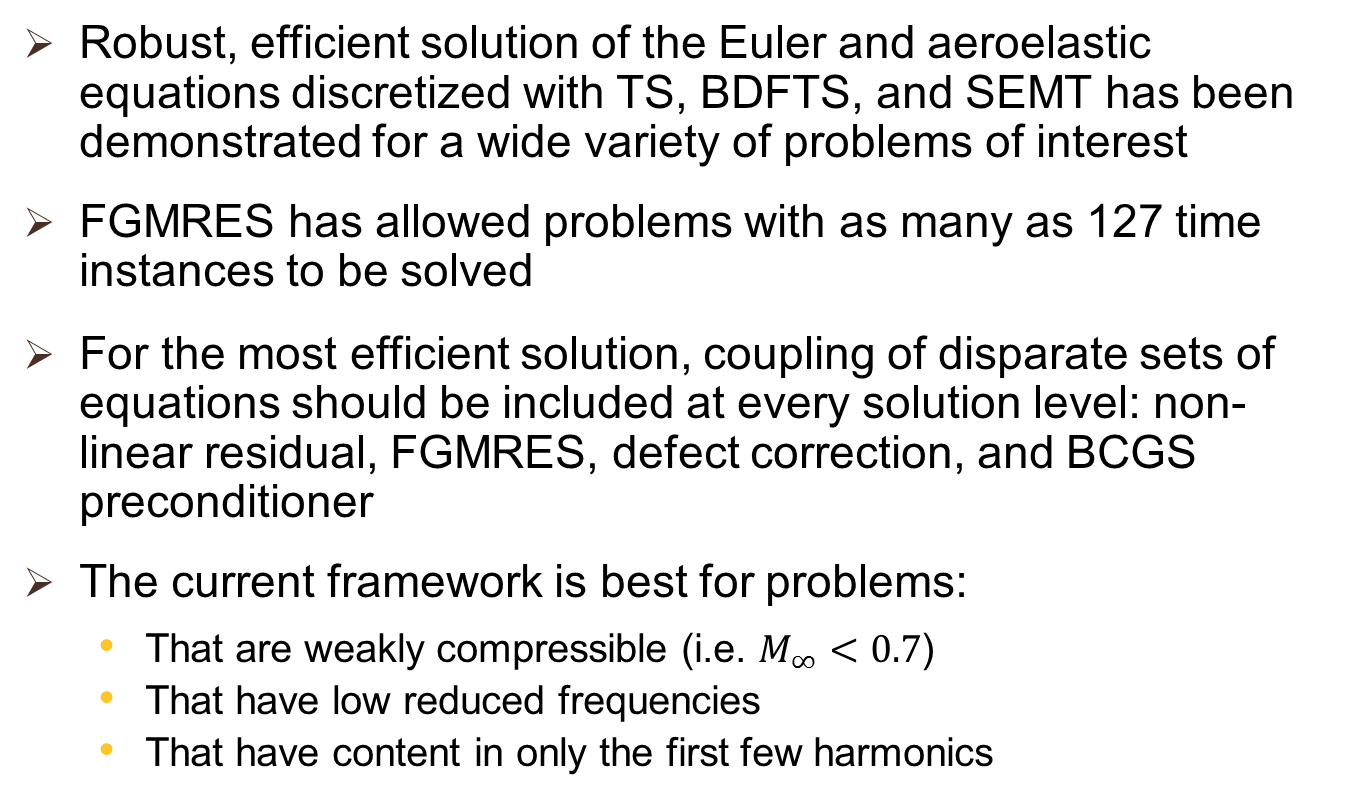 ➢ Robust, efficient solution of the Euler and aeroelastic
equations discretized with TS, BDFTS, and SEMT has been
demonstrated for a wide variety of problems of interest
➢ FGMRES has allowed problems with as many as 127 time
instances to be solved
➢ For the most efficient solution, coupling of disparate sets of
equations should be included at every solution level: non-
linear residual, FGMRES, defect correction, and BCGS
preconditioner
➢ The current framework is best for problems:
• That are weakly compressible (i.e. 𝑀∞ < 0.7)
• That have low reduced frequencies
• That have content in only the first few harmonics